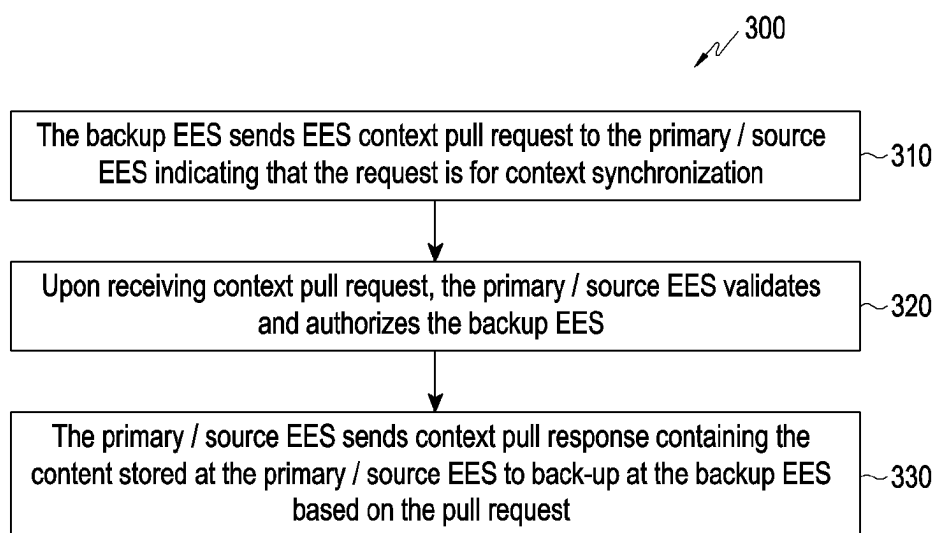 300
The backup EES sends EES context pull request to the primary / source
EES indicating that the request is for context synchronization
310
Upon receiving context pull request, the primary / source EES validates
and authorizes the backup EES
320
The primary / source EES sends context pull response containing the
content stored at the primary / source EES to back-up at the backup EES
based on the pull request
330